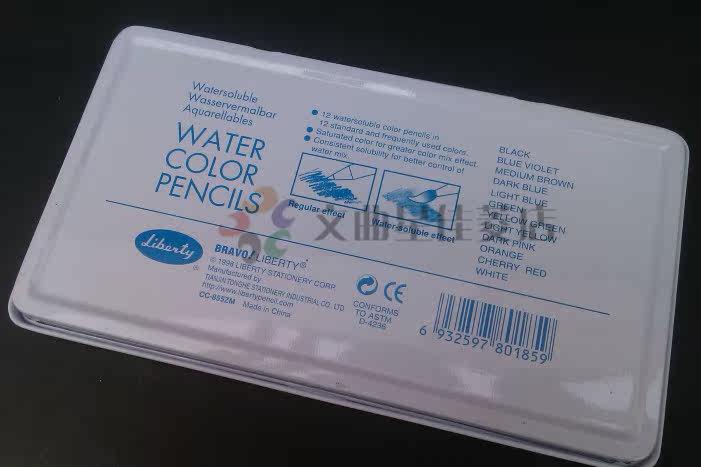 Watersoluble
Wasservermalbar
Aquarellables
WATER
COLOR
PENCILS
12 watersoluble color pencils in
12 standard and frequently used colors.
Saturated color for greater color mix effect.
Consistent solubility for better control of
water mix.
Regular effect
Water-soluble effect
BLACK
BLUE VIOLET
MEDIUM BROWN
DARK BLUE
LIGHT BLUE
GREEN
YELLOW GREEN
LIGHT YELLOW
DARK PINK
ORANGE
CHERRY RED
WHITE
Liberty
®
BRAVO! LIBERTY®
© 1998 LIBERTY STATIONERY CORP.
Manufactured by
TIANJIN TONGHE STATIONERY INDUSTRIAL CO. LTD.
http://www.libertypencil.com
CC-035ZM Made in China
0-3
CE
CONFORMS
TO ASTM
D-4236
6 932597 801859